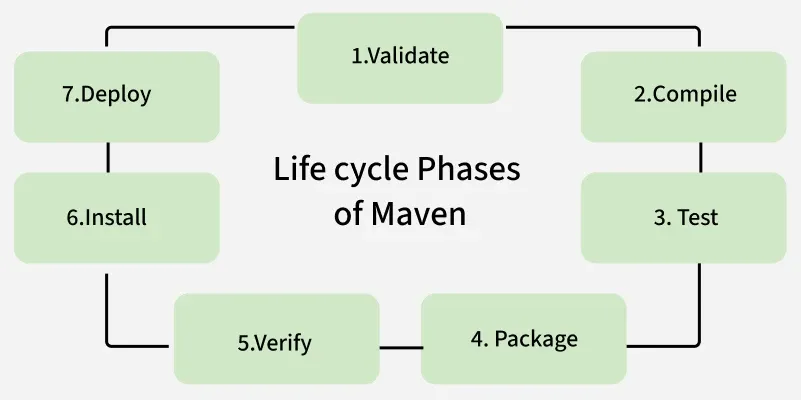 1.Validate
7.Deploy
2.Compile
Life cycle Phases
of Maven
6.Install
3. Test
5.Verify
4. Package